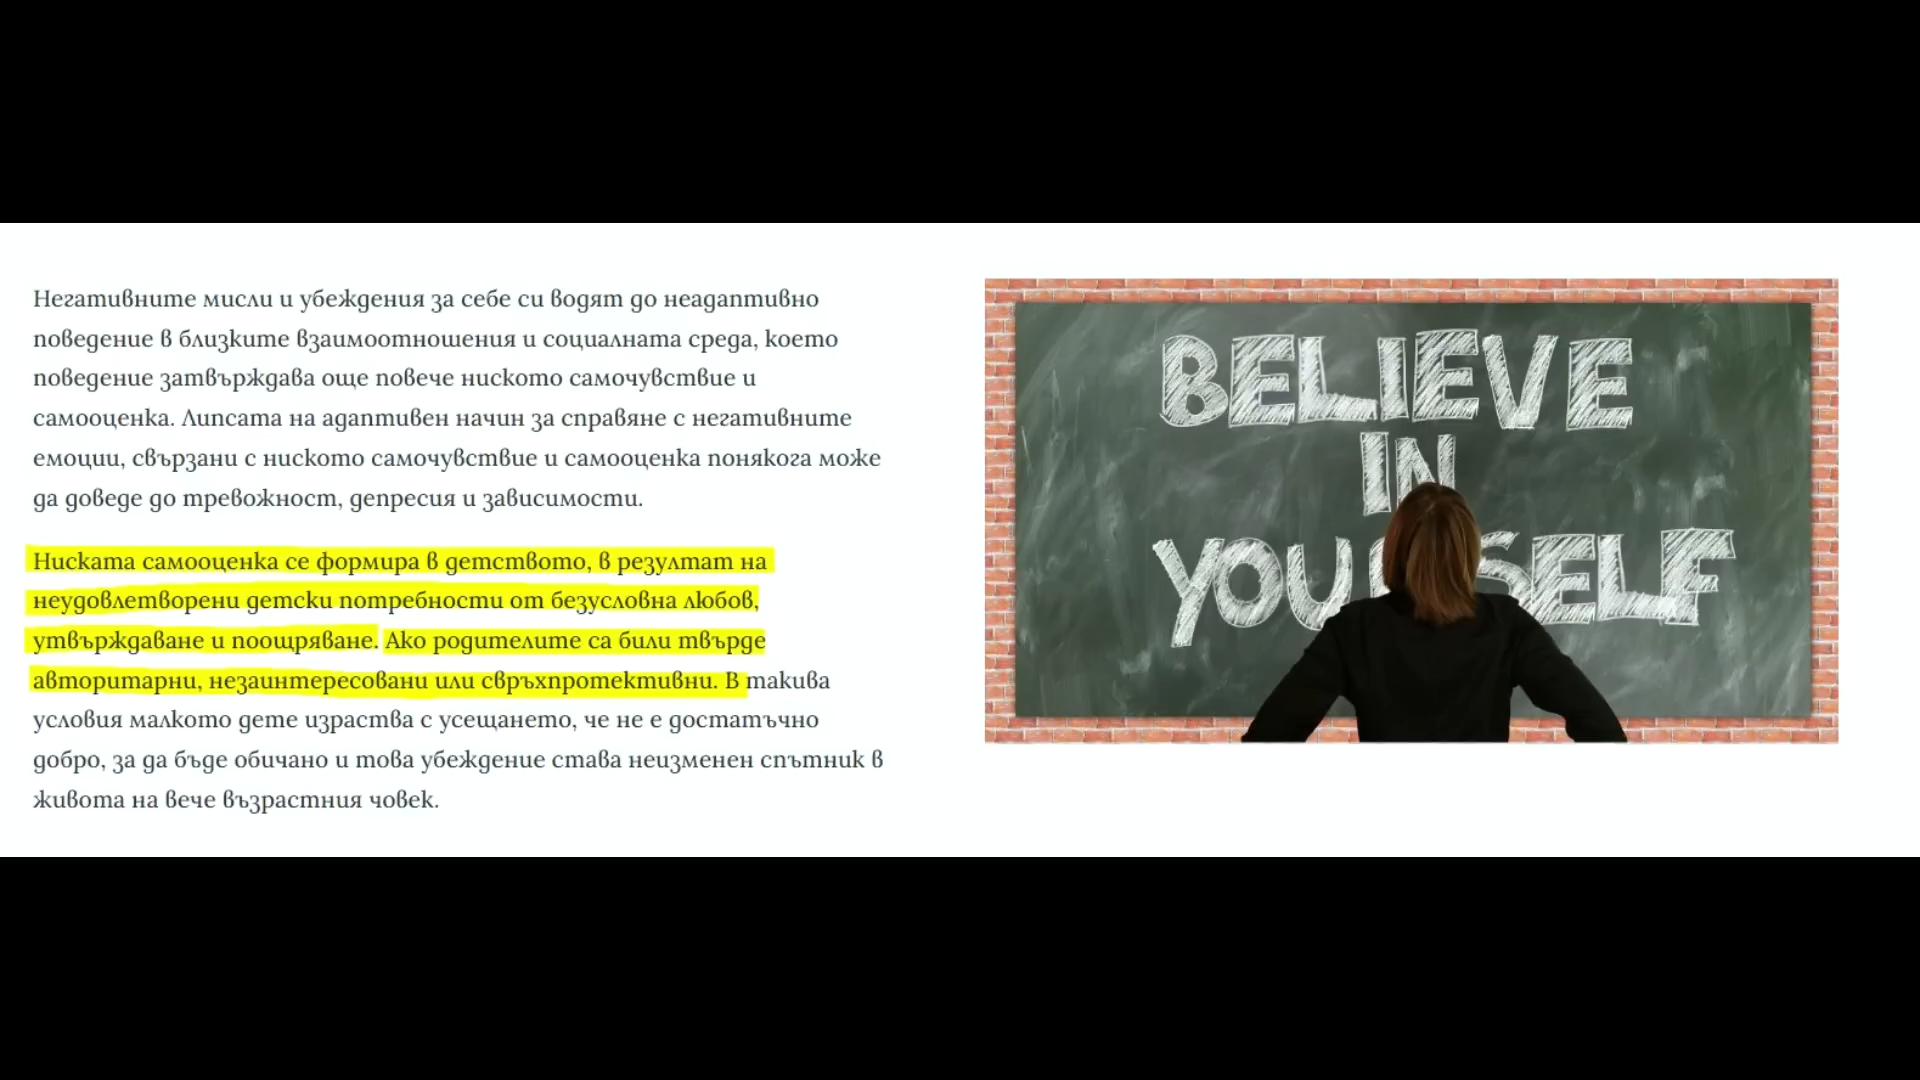 Негативните мисли и убеждения за себе си водят до неадаптивно
поведение в близките взаимоотношения и социалната среда, което
поведение затвърждава още повече ниското самочувствие и
самооценка. Липсата на адаптивен начин за справяне с негативните
емоции, свързани с ниското самочувствие и самооценка понякога може
да доведе до тревожност, депресия и зависимости.
Ниската самооценка се формира в детството, в резултат на
неудовлетворени детски потребности от безусловна любов,
утвърждаване и поощряване. Ако родителите са били твърде
авторитарни, незаинтересовани или свръхпротективни. В такива
условия малкото дете израства с усещането, че не е достатъчно
добро, за да бъде обичано и това убеждение става неизменен спътник в
живота на вече възрастния човек.
BELIEVE
IN
YOURSELF